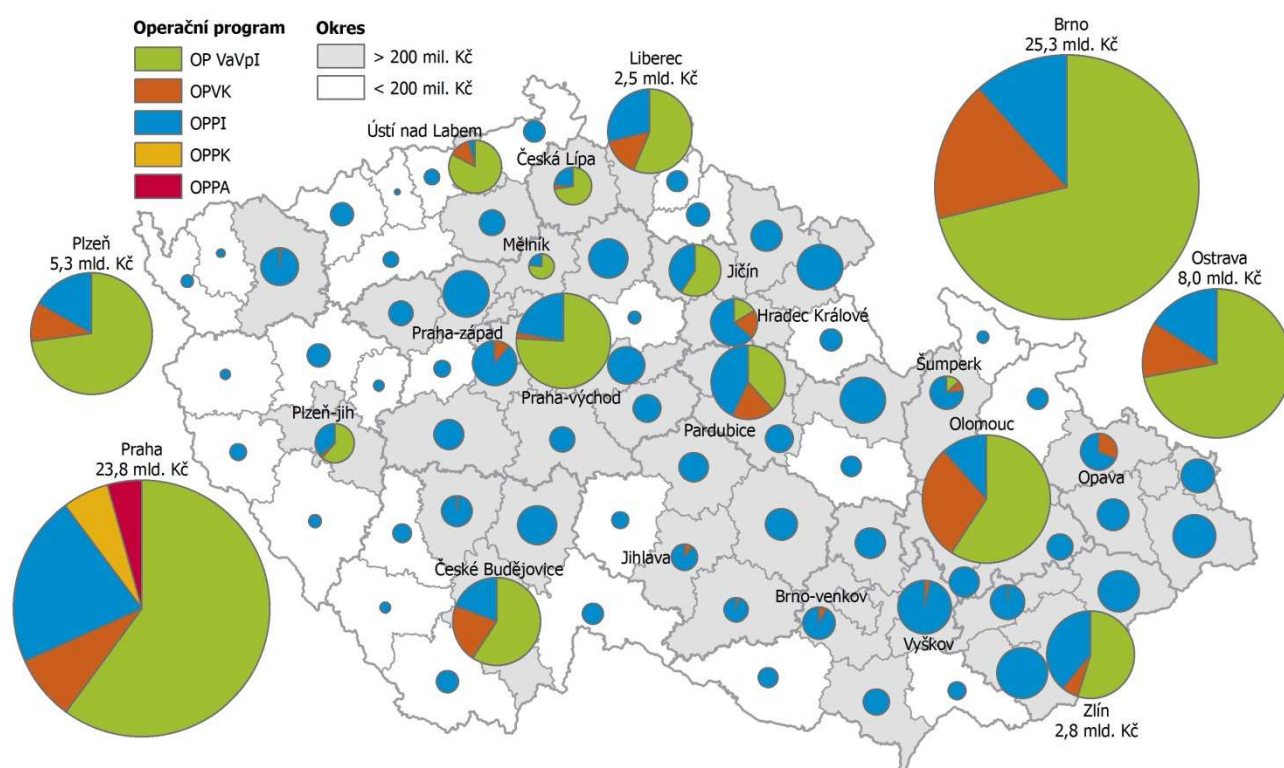 Operační program
OP VaVpI
OPVK
OPPI
OPPK
OPPA
Okres
> 200 mil. Kč
< 200 mil. Kč
Brno
25,3 mld. Kč
Liberec
2,5 mld. Kč
Ústí nad Labem
Česká Lípa
Plzeň
5,3 mld. Kč
Mělník
Jičín
Ostrava
8,0 mld. Kč
Hradec Králové
Praha-západ
Šumperk
Praha-východ
Plzeň-jih
Pardubice
Olomouc
Praha
23,8 mld. Kč
Opava
Jihlava
České Budějovice
Brno-venkov
Vyškov
Zlín
2,8 mld. Kč